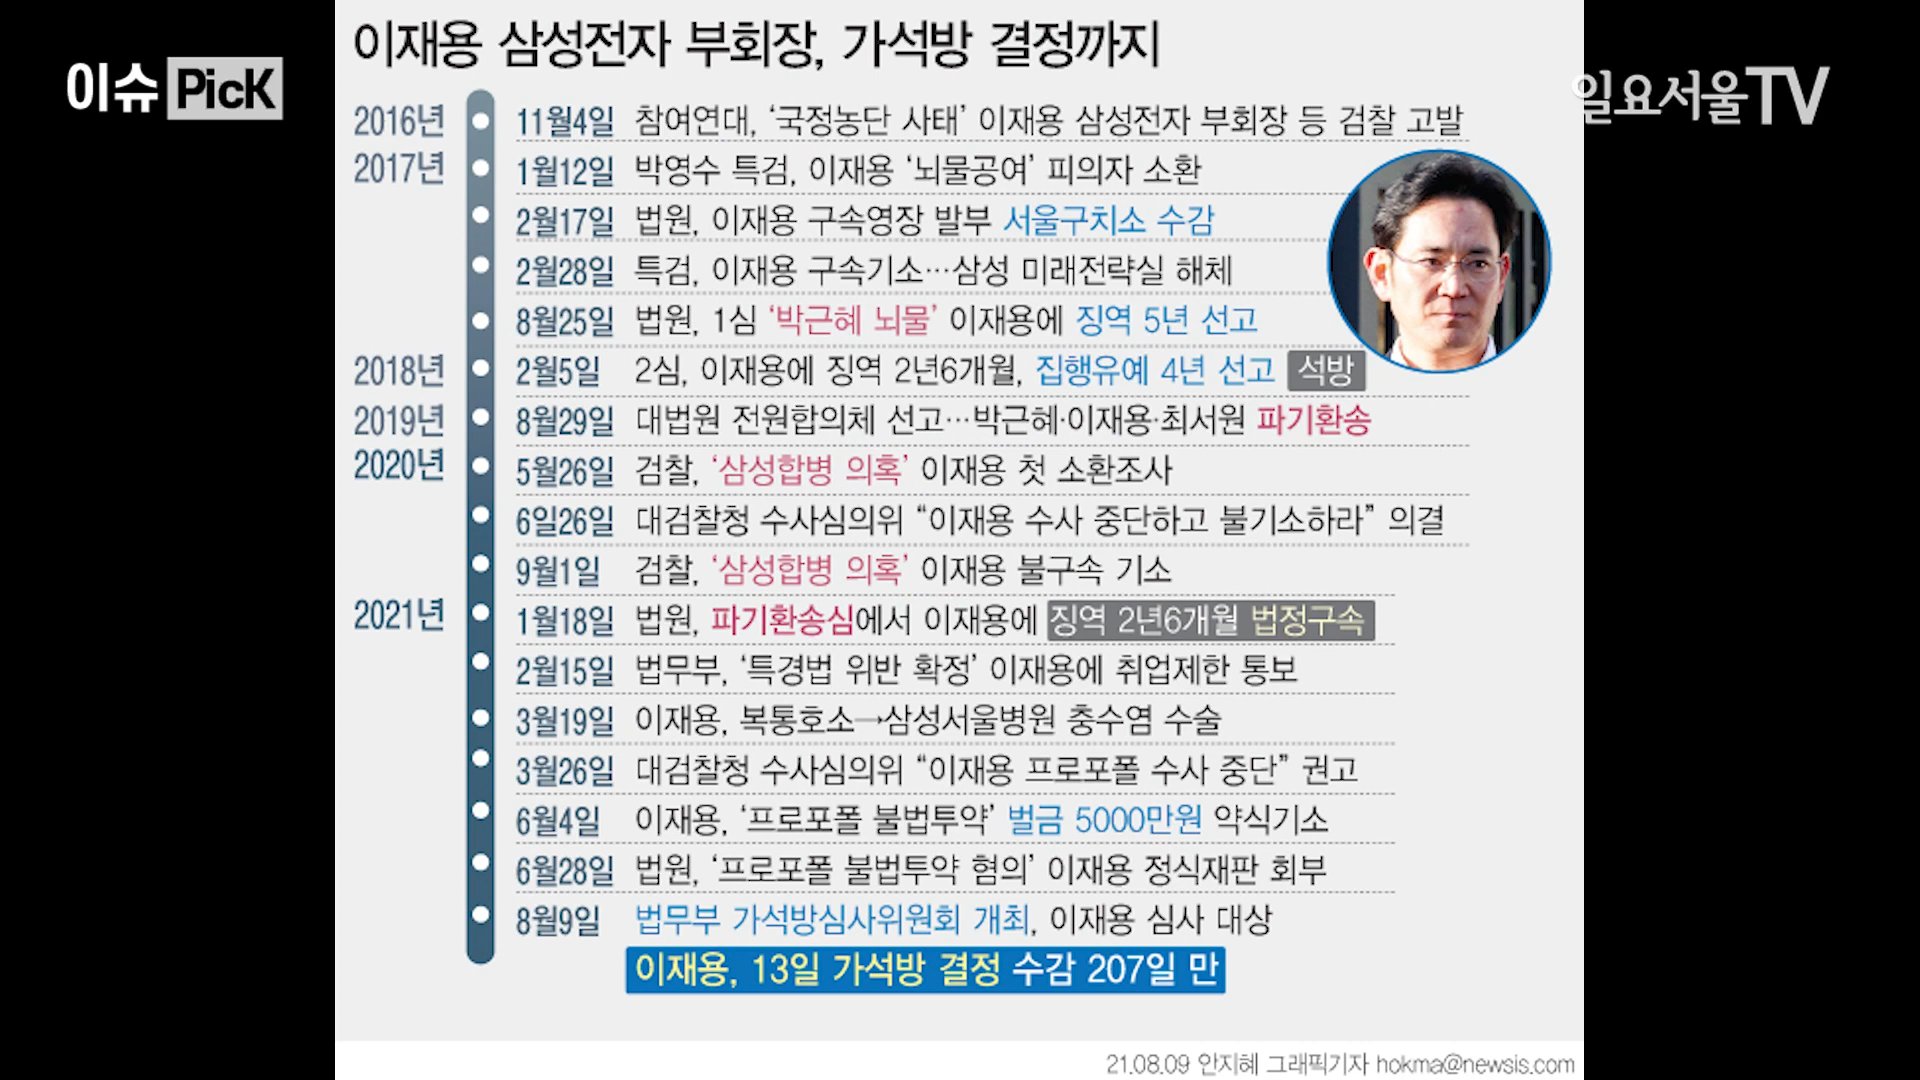 이재용 삼성전자 부회장, 가석방 결정까지
이슈 PicK
일요서울TV
2016년 11월4일 참여연대, ‘국정농단 사태’ 이재용 삼성전자 부회장 등 검찰 고발
2017년 1월12일 박영수 특검, 이재용 ‘뇌물공여’ 피의자 소환
2월17일 법원, 이재용 구속영장 발부 서울구치소 수감
2월28일 특검, 이재용 구속기소…삼성 미래전략실 해체
8월25일 법원, 1심 ‘박근혜 뇌물’ 이재용에 징역 5년 선고
2018년 2월5일 2심, 이재용에 징역 2년6개월, 집행유예 4년 선고 석방
2019년 8월29일 대법원 전원합의체 선고…박근혜·이재용·최서원 파기환송
2020년 5월26일 검찰, ‘삼성합병 의혹’ 이재용 첫 소환조사
6일26일 대검찰청 수사심의위 “이재용 수사 중단하고 불기소하라” 의결
9월1일 검찰, ‘삼성합병 의혹’ 이재용 불구속 기소
2021년 1월18일 법원, 파기환송심에서 이재용에 징역 2년6개월 법정구속
2월15일 법무부, ‘특경법 위반 확정’ 이재용에 취업제한 통보
3월19일 이재용, 복통호소→삼성서울병원 충수염 수술
3월26일 대검찰청 수사심의위 “이재용 프로포폴 수사 중단” 권고
6월4일 이재용, ‘프로포폴 불법투약’ 벌금 5000만원 약식기소
6월28일 법원, ‘프로포폴 불법투약 혐의’ 이재용 정식재판 회부
8월9일 법무부 가석방심사위원회 개최, 이재용 심사 대상
이재용, 13일 가석방 결정 수감 207일 만
21.08.09 안지혜 그래픽기자 hokma@newsis.com